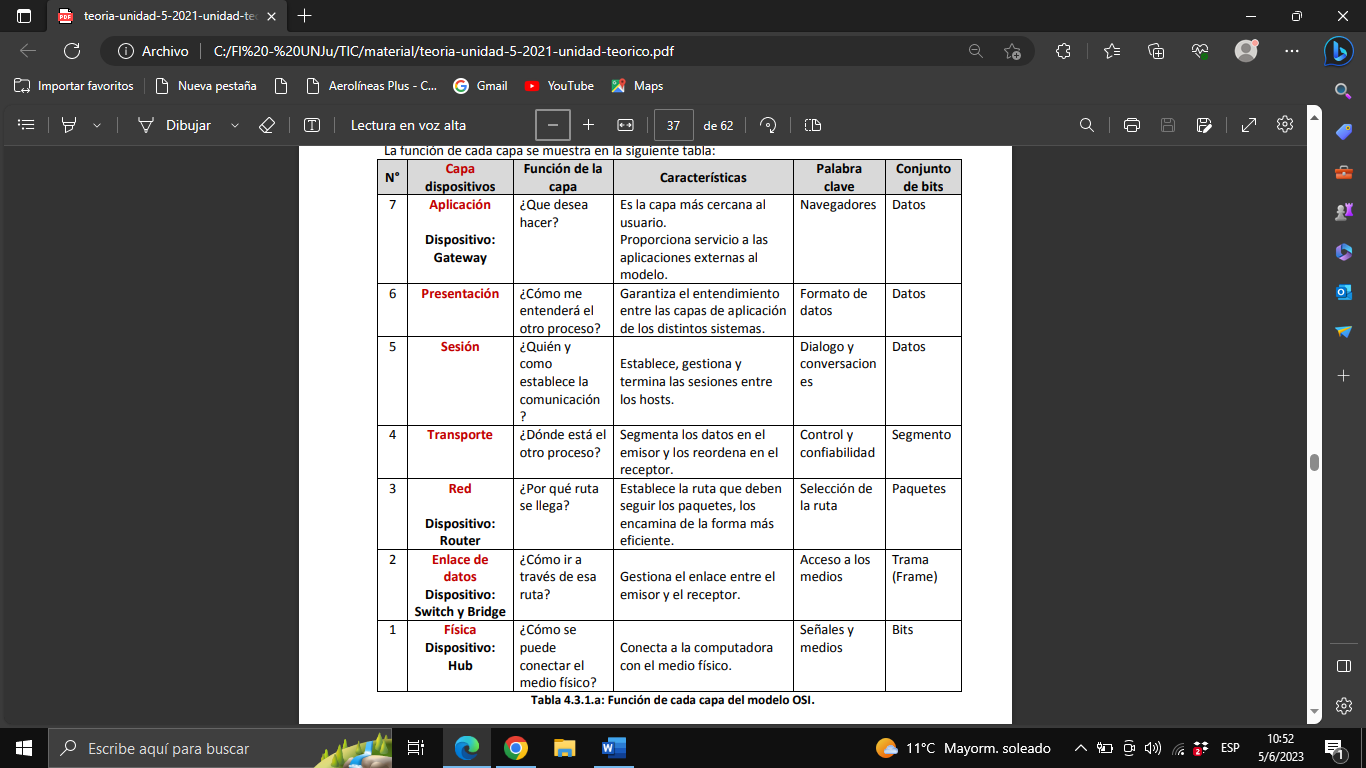 teoria-unidad-5-2021-unidad-te
Archivo
C:/FI%20-%20UNJu/TIC/material/teoria-unidad-5-2021-unidad-teorico.pdf
Importar favoritos
Nueva pestaña
Aerolíneas Plus - C...
Gmail
YouTube
Maps
Dibujar
Lectura en voz alta
37
de 62
La función de cada capa se muestra en la siguiente tabla:
N°
Capa
dispositivos
Función de la
capa
Características
Palabra
clave
Conjunto
de bits
7
Aplicación
Dispositivo:
Gateway
¿Que desea
hacer?
Es la capa más cercana al
usuario.
Proporciona servicio a las
aplicaciones externas al
modelo.
Navegadores
Datos
6
Presentación
¿Cómo me
entenderá el
otro proceso?
Garantiza el entendimiento
entre las capas de aplicación
de los distintos sistemas.
Formato de
datos
Datos
5
Sesión
¿Quién y
como
establece la
comunicación
?
Establece, gestiona y
termina las sesiones entre
los hosts.
Dialogo y
conversacion
es
Datos
4
Transporte
¿Dónde está el
otro proceso?
Segmenta los datos en el
emisor y los reordena en el
receptor.
Control y
confiabilidad
Segmento
3
Red
Dispositivo:
Router
¿Por qué ruta
se llega?
Establece la ruta que deben
seguir los paquetes, los
encamina de la forma más
eficiente.
Selección de
la ruta
Paquetes
2
Enlace de
datos
Dispositivo:
Switch y Bridge
¿Cómo ir a
través de esa
ruta?
Gestiona el enlace entre el
emisor y el receptor.
Acceso a los
medios
Trama
(Frame)
1
Física
Dispositivo:
Hub
¿Cómo se
puede
conectar el
medio físico?
Conecta a la computadora
con el medio físico.
Señales y
medios
Bits
Tabla 4.3.1.a: Función de cada capa del modelo OSI.
Escribe aquí para buscar
11°C Mayorm. soleado
ESP
10:52
5/6/2023